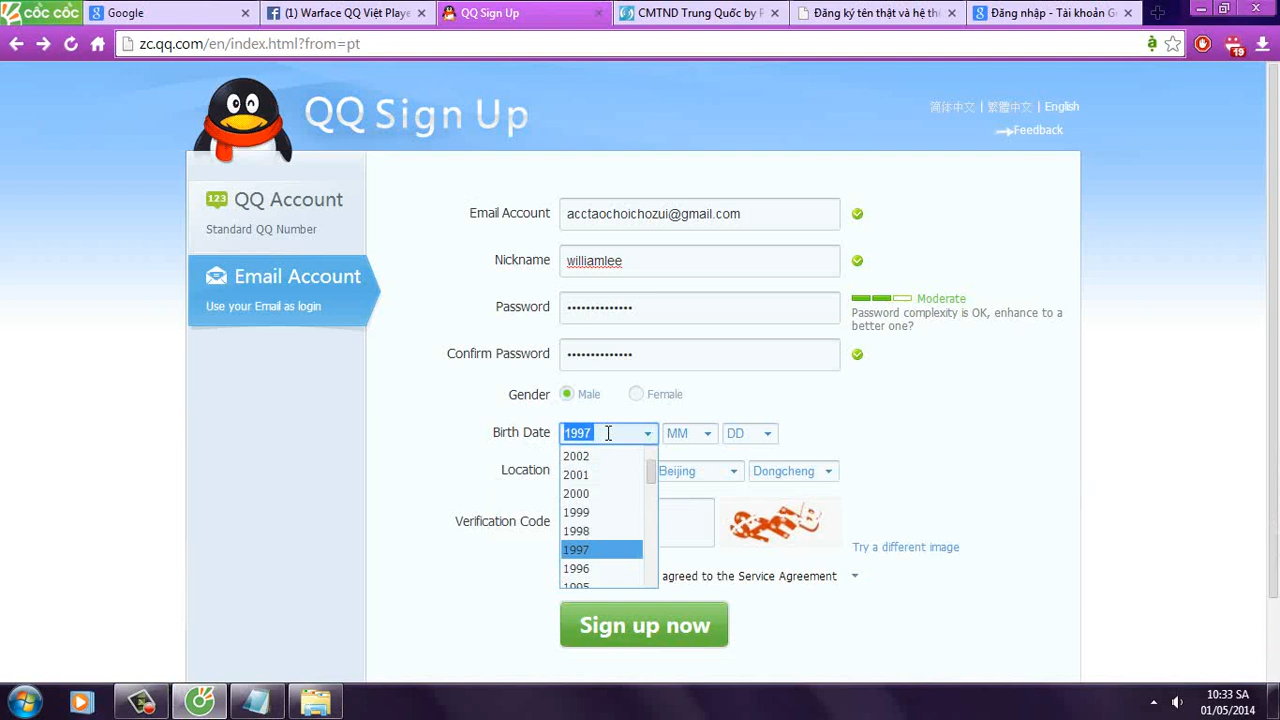 CỐC CỐC
Google
(1) Warface QQ Việt Playe
QQ Sign Up
CMTND Trung Quốc by P
Đăng ký tên thật và hệ thố
Đăng nhập - Tài khoản G
zc.qq.com/en/index.html?from=pt
19
QQ Sign Up
简体中文 | 繁體中文 | English
Feedback
123 QQ Account
Standard QQ Number
Email Account
Use your Email as login
Email Account acctaochoichozui@gmail.com
Nickname williamlee
Password ••••••••••••••
Moderate
Password complexity is OK, enhance to a
better one?
Confirm Password ••••••••••••••
Gender Male Female
Birth Date 1997 MM DD
2002
2001
2000
1999
1998
1997
1996
1995
Location Beijing Dongcheng
Verification Code
Try a different image
agreed to the Service Agreement
Sign up now
10:33 SA
01/05/2014